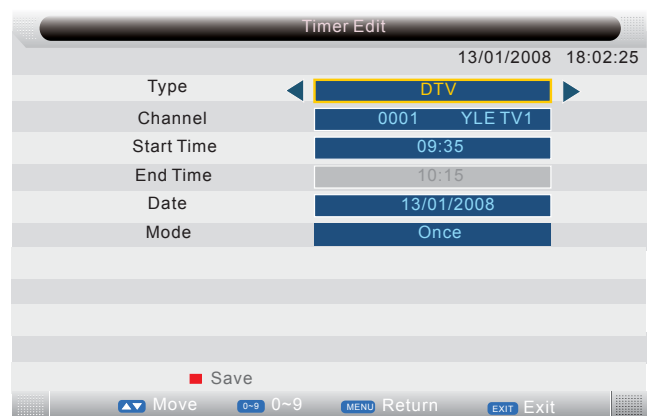 Timer Edit
13/01/2008 18:02:25
Type DTV
Channel 0001 YLE TV1
Start Time 09:35
End Time 10:15
Date 13/01/2008
Mode Once
Save
Move 0~9 0~9 MENU Return EXIT Exit